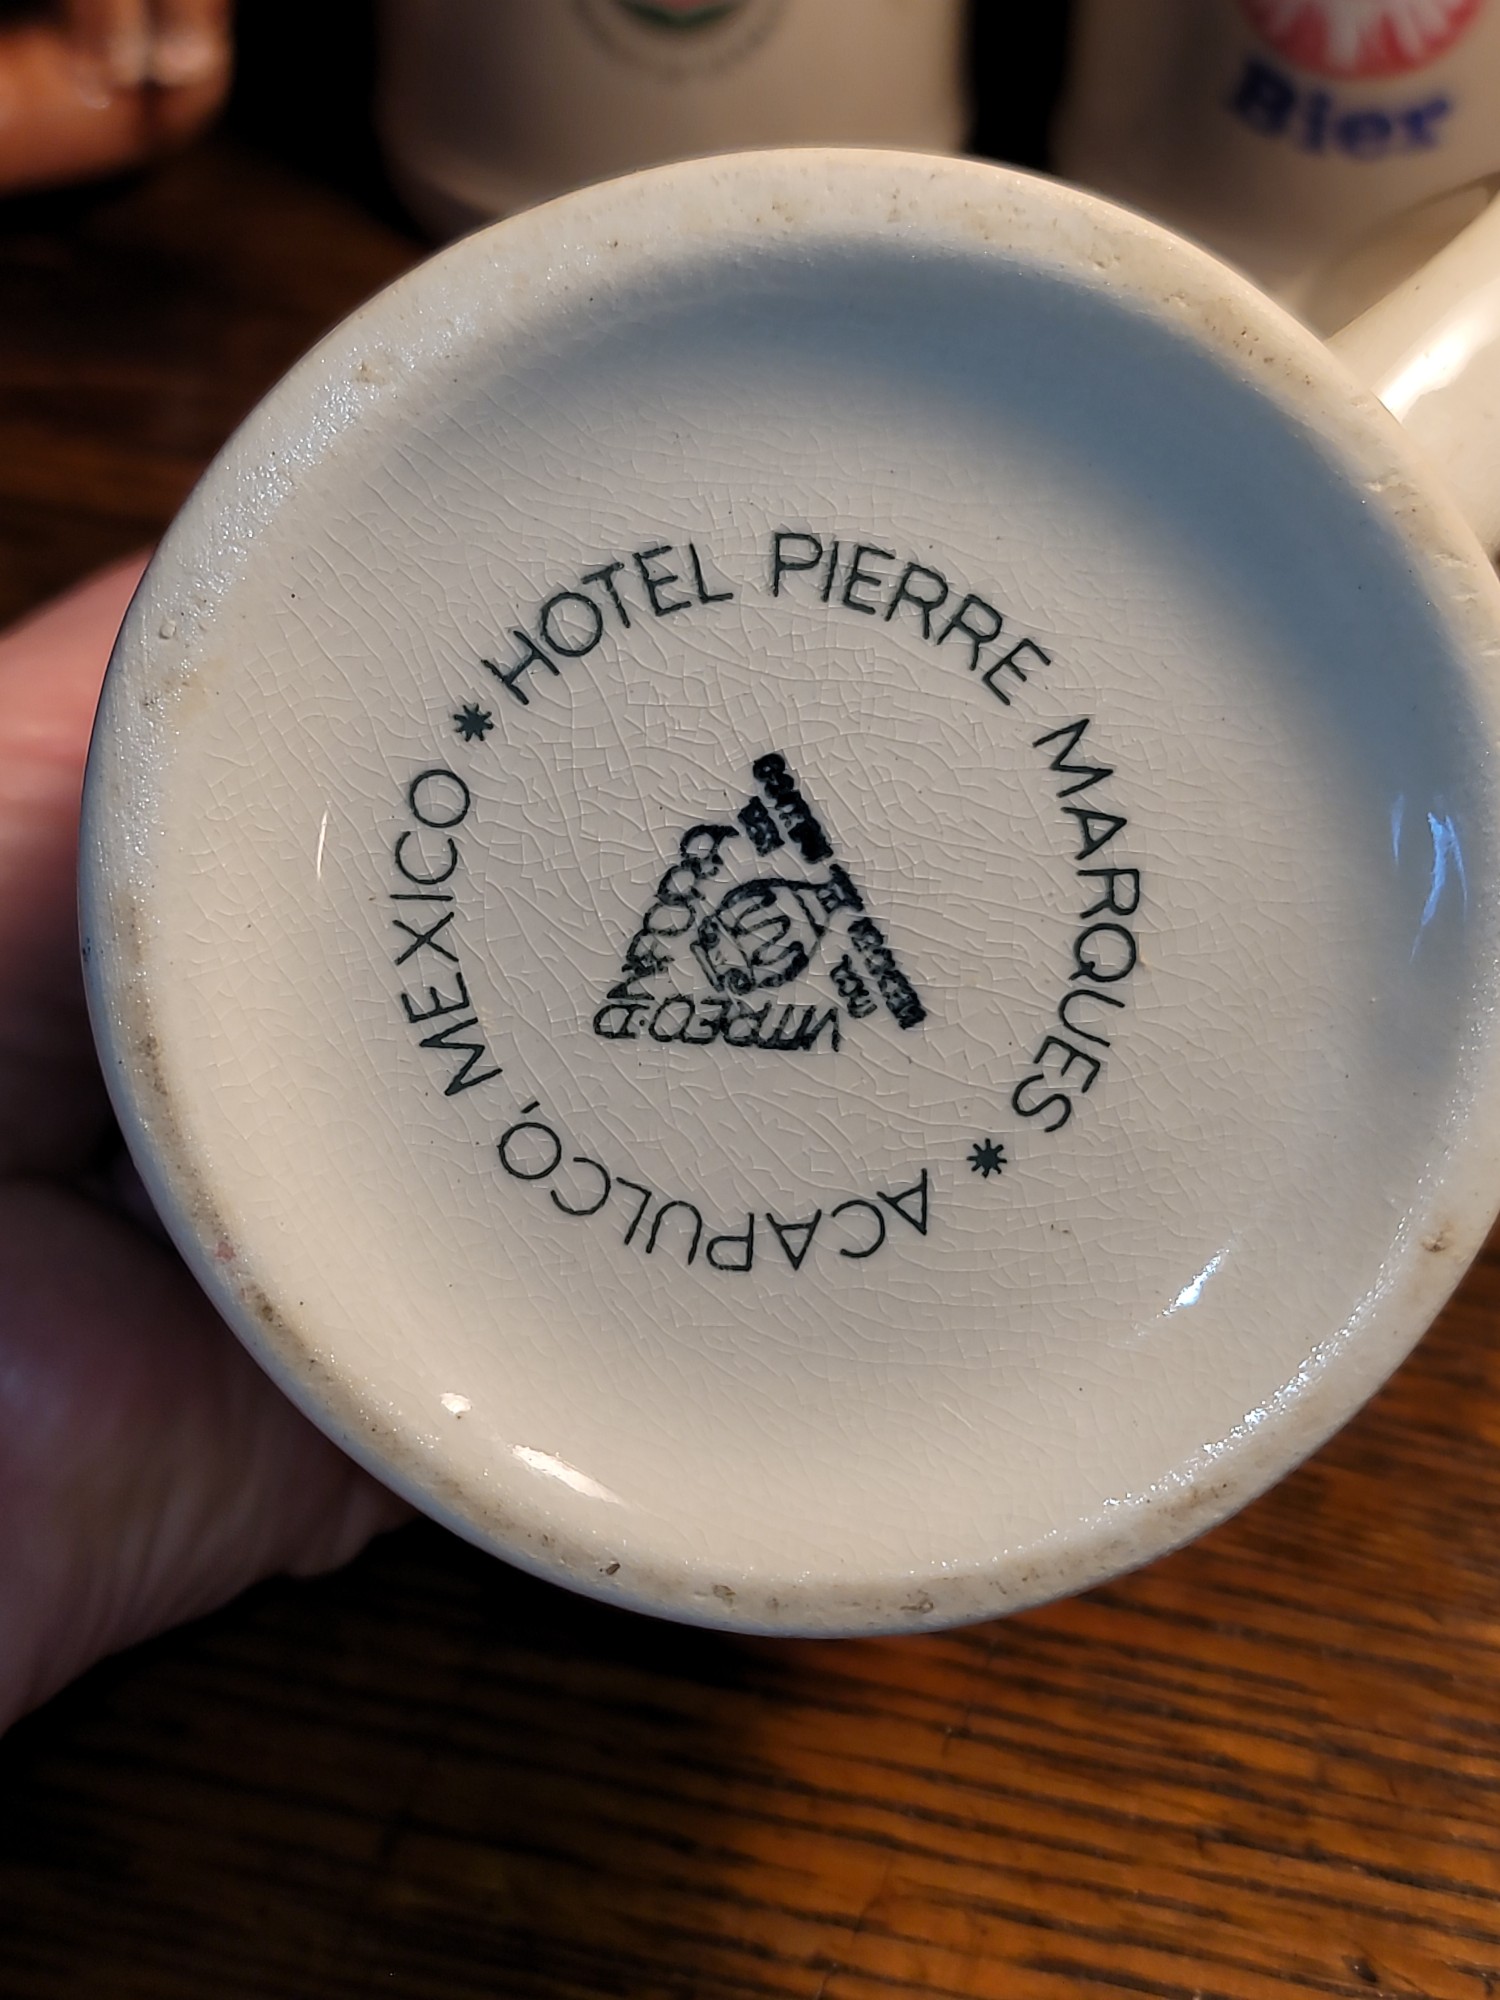 Bier
* HOTEL PIERRE MARQUES * ACAPULCO, MEXICO
VITREO-D